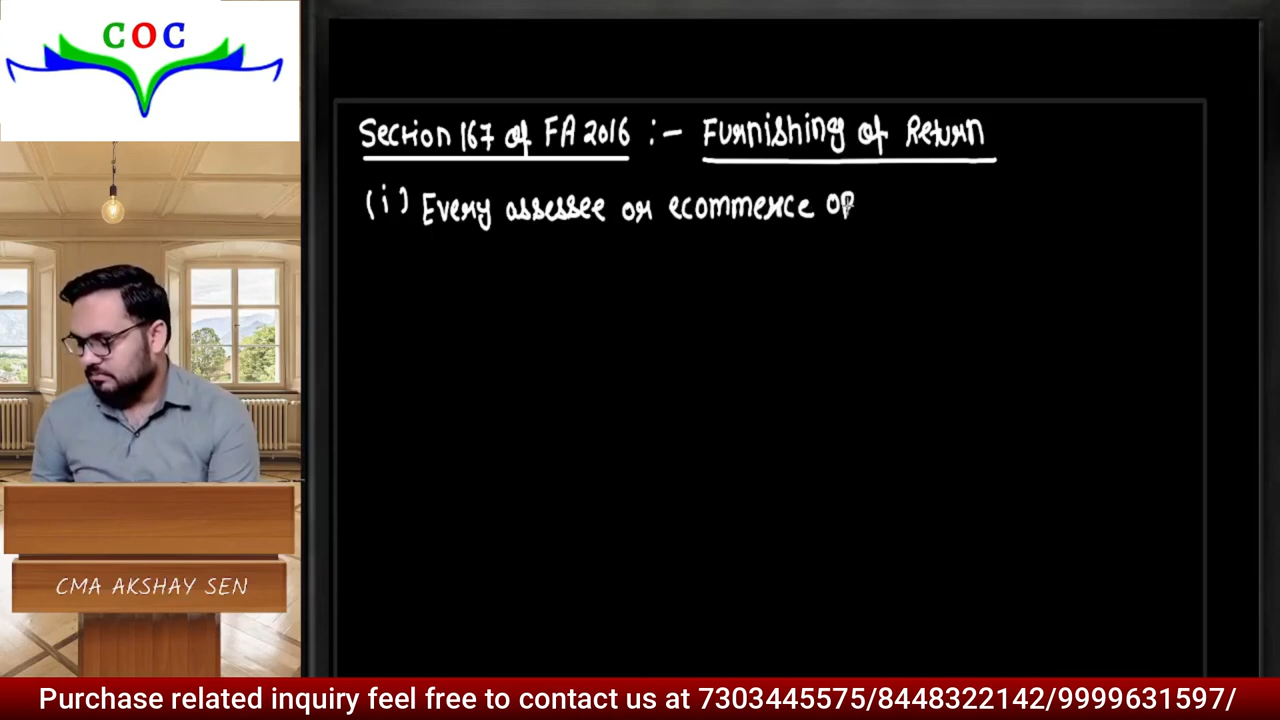 COC
Section 167 of FA 2016 :- Furnishing of Return
(i) Every assessee or ecommerce op
CMA AKSHAY SEN
Purchase related inquiry feel free to contact us at 7303445575/8448322142/9999631597/